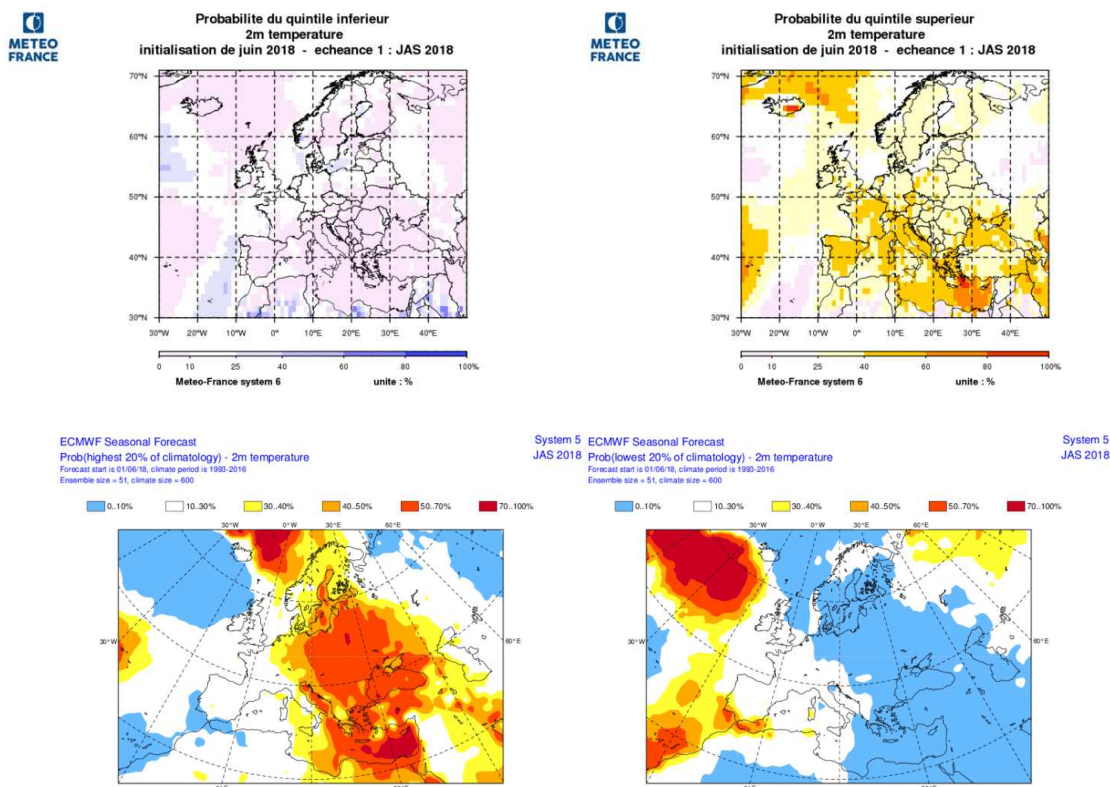 METEO
FRANCE
Probabilite du quintile inferieur
2m temperature
initialisation de juin 2018 - echeance 1 : JAS 2018
70°N
60°N
50°N
40°N
30°N
30°W 20°W 10°W 0° 10°E 20°E 30°E 40°E
0 10 25 40 60 80 100%
Meteo-France system 6 unite : %
METEO
FRANCE
Probabilite du quintile superieur
2m temperature
initialisation de juin 2018 - echeance 1 : JAS 2018
70°N
60°N
50°N
40°N
30°N
30°W 20°W 10°W 0° 10°E 20°E 30°E 40°E
0 10 25 40 60 80 100%
Meteo-France system 6 unite : %
ECMWF Seasonal Forecast System 5
Prob(highest 20% of climatology) - 2m temperature JAS 2018
Forecast start is 01/06/18, climate period is 1993-2016
Ensemble size = 51, climate size = 600
0..10% 10..30% 30..40% 40..50% 50..70% 70..100%
30°W 0°W 30°E 60°E
30°W
60°E
ECMWF Seasonal Forecast System 5
Prob(lowest 20% of climatology) - 2m temperature JAS 2018
Forecast start is 01/06/18, climate period is 1993-2016
Ensemble size = 51, climate size = 600
0..10% 10..30% 30..40% 40..50% 50..70% 70..100%
30°W 0°W 30°E 60°E
30°W
60°E